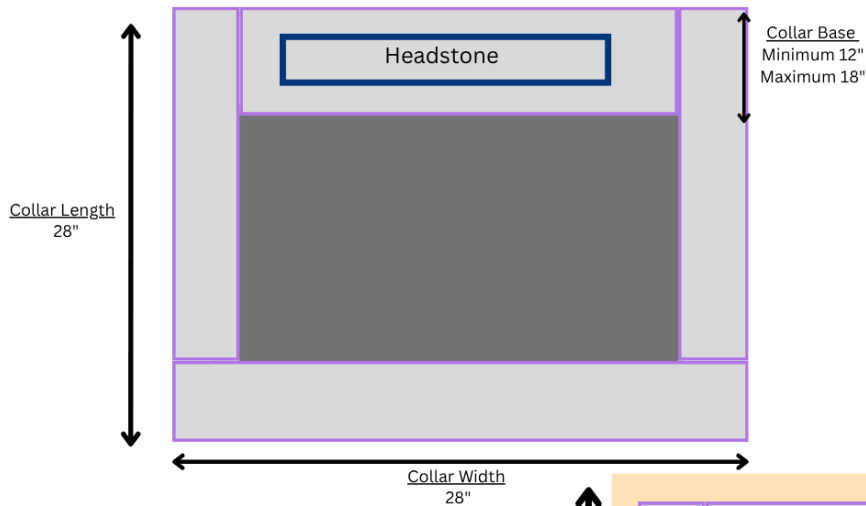 Headstone
Collar Base
Minimum 12"
Maximum 18"
Collar Length
28"
Collar Width
28"